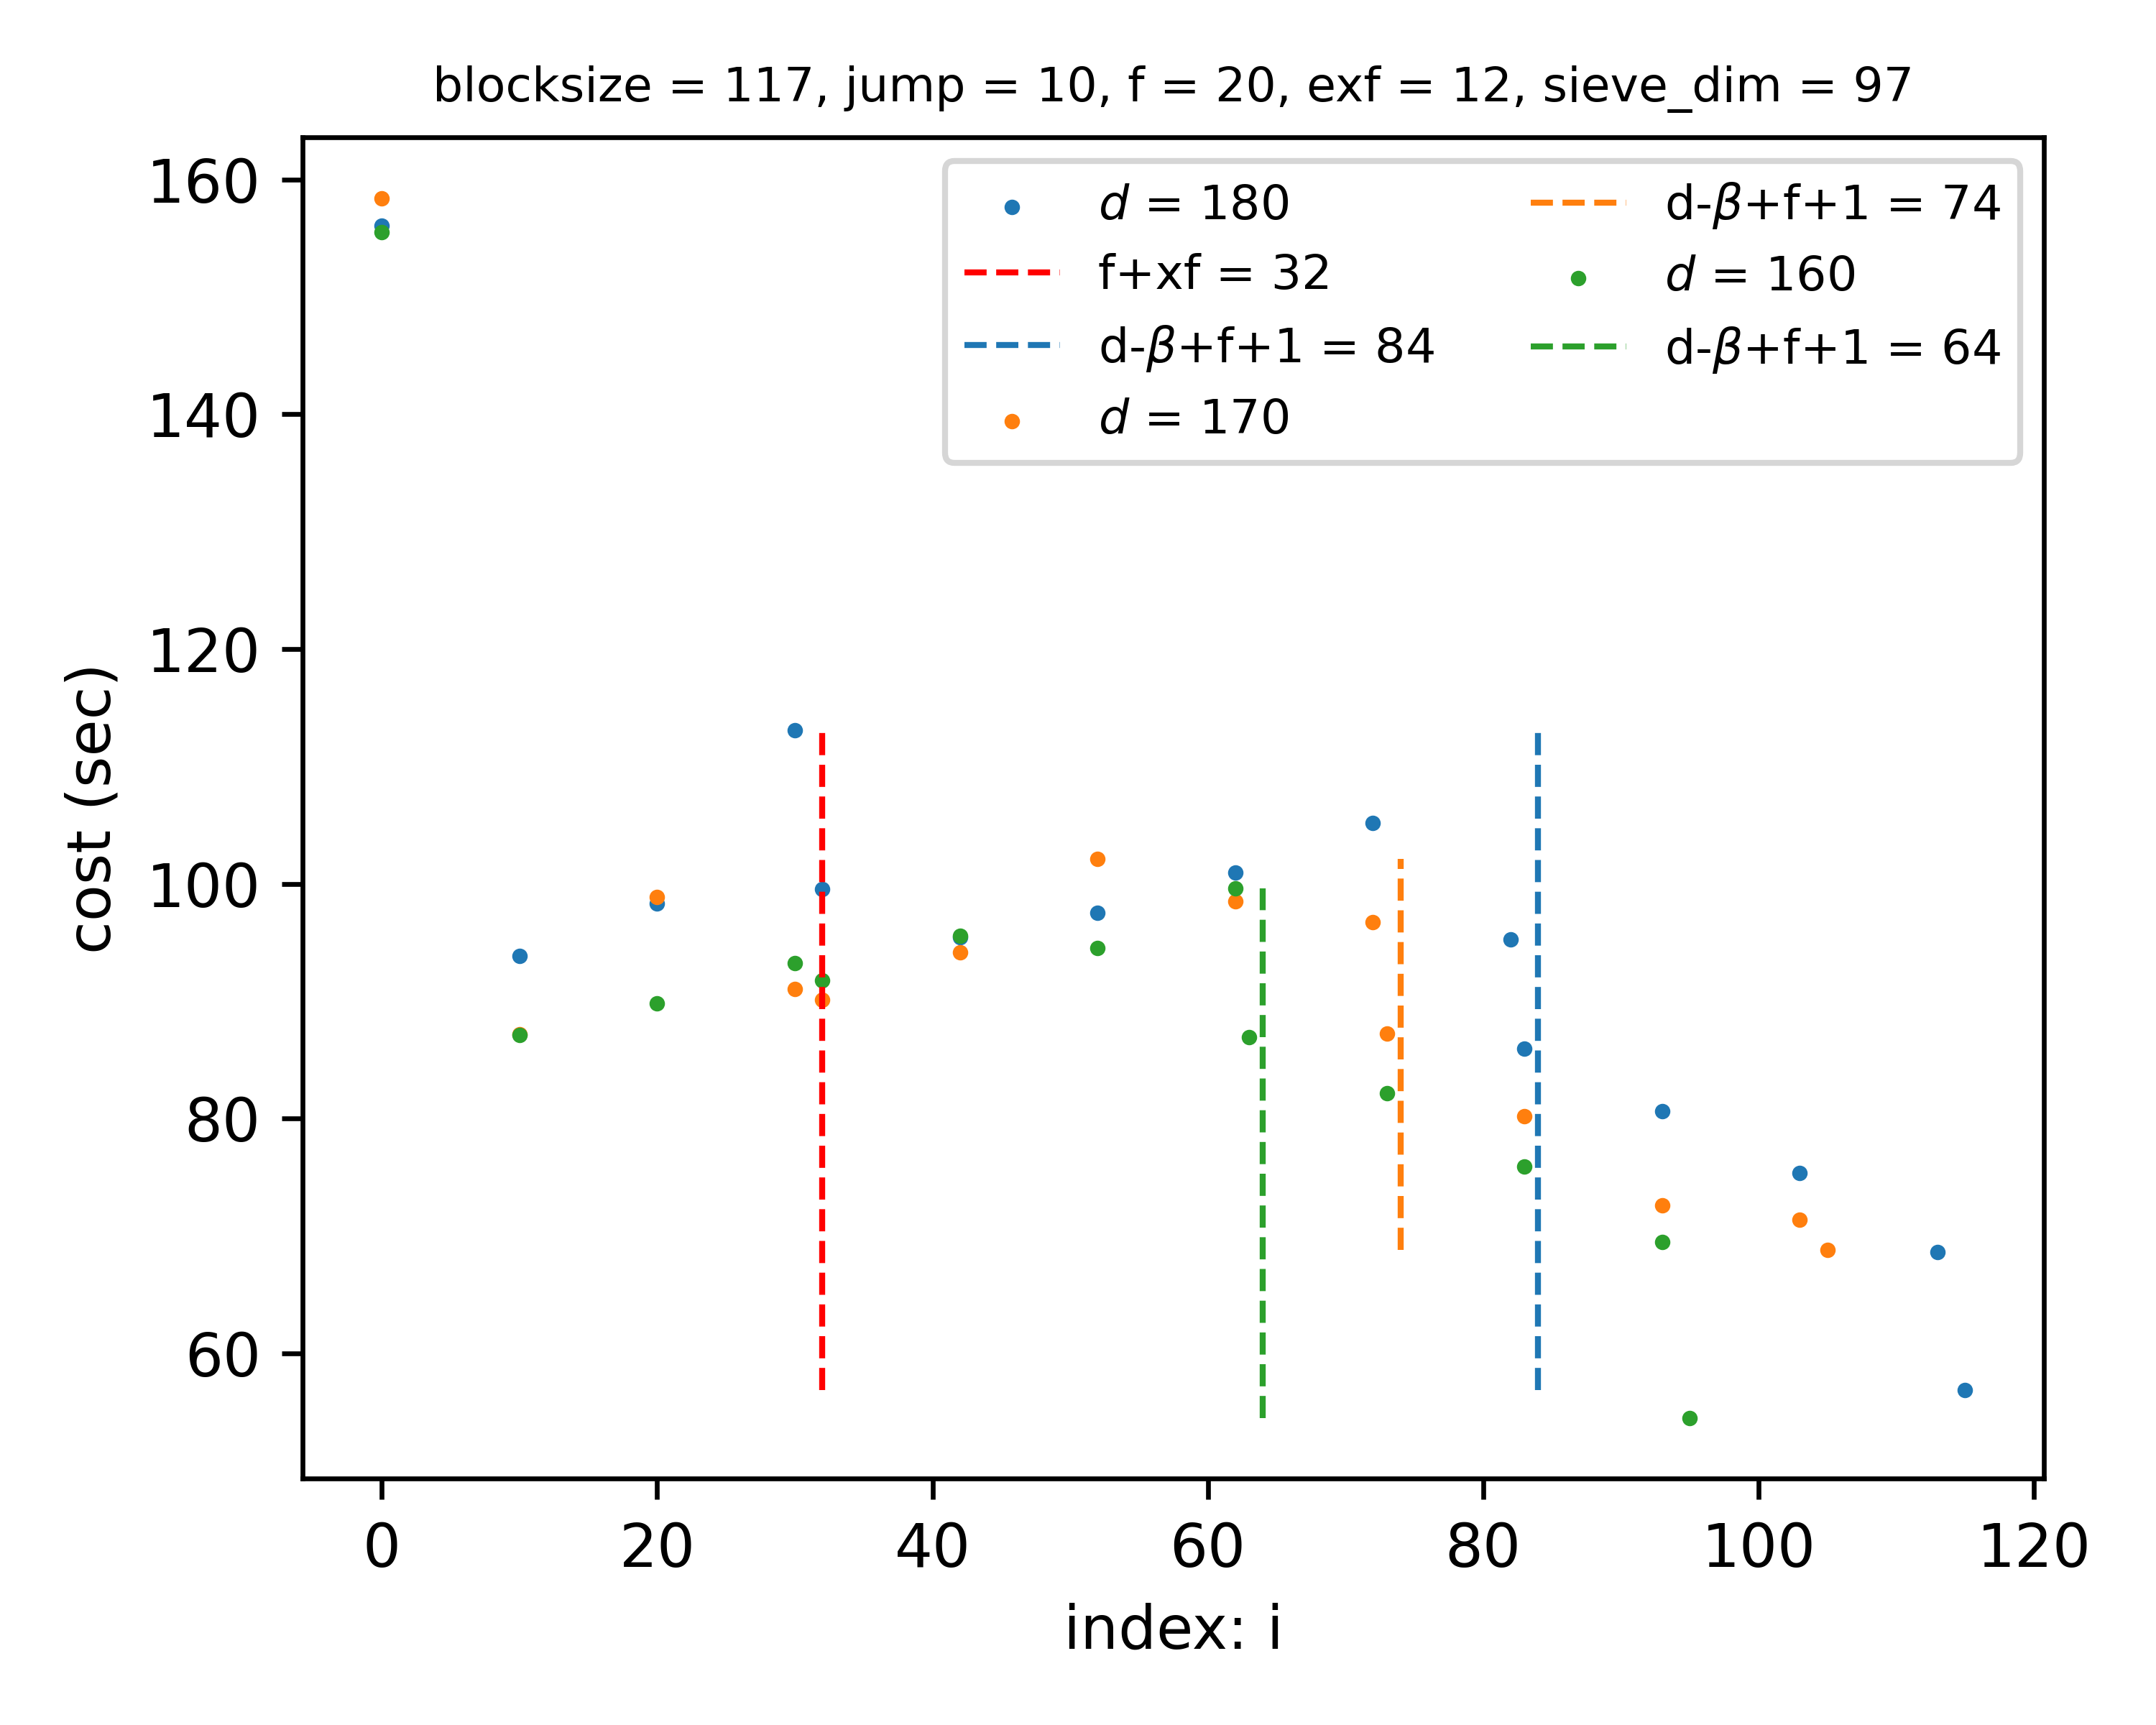 blocksize = 117, jump = 10, f = 20, exf = 12, sieve_dim = 97
160
140
120
100
80
60
cost (sec)
d = 180
f+xf = 32
d-β+f+1 = 84
d = 170
d-β+f+1 = 74
d = 160
d-β+f+1 = 64
0 20 40 60 80 100 120
index: i